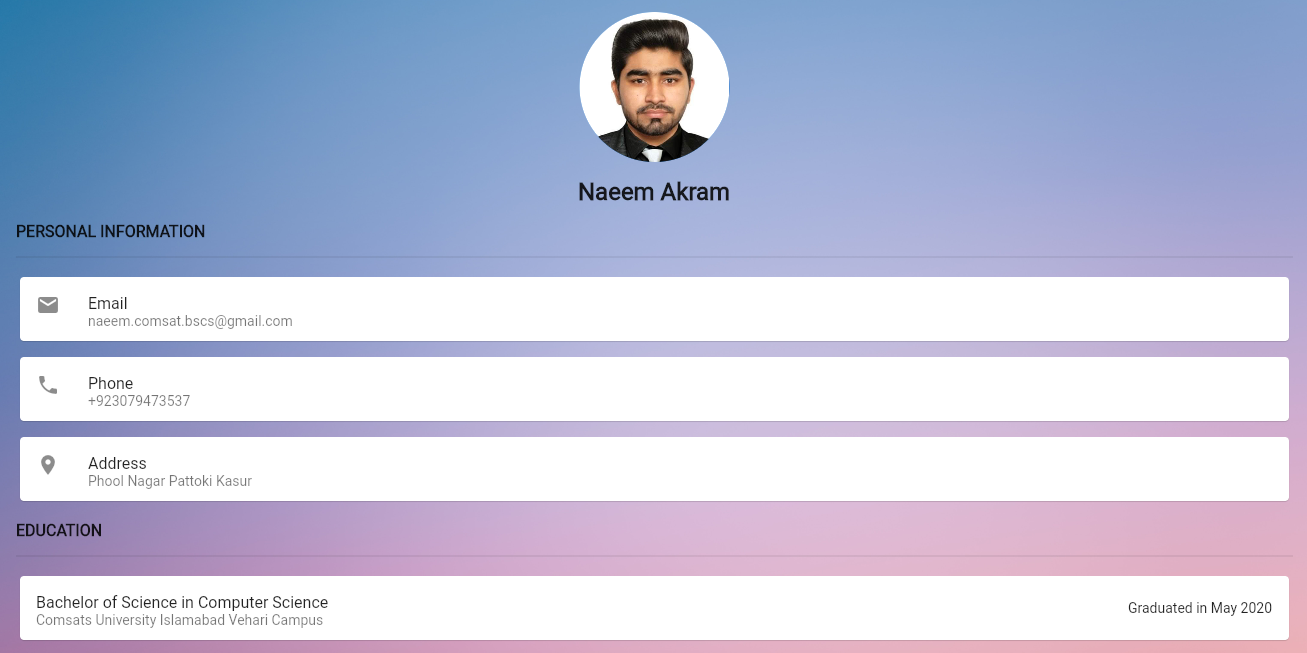 Naeem Akram
PERSONAL INFORMATION
Email
naeem.comsat.bscs@gmail.com
Phone
+923079473537
Address
Phool Nagar Pattoki Kasur
EDUCATION
Bachelor of Science in Computer Science
Comsats University Islamabad Vehari Campus
Graduated in May 2020